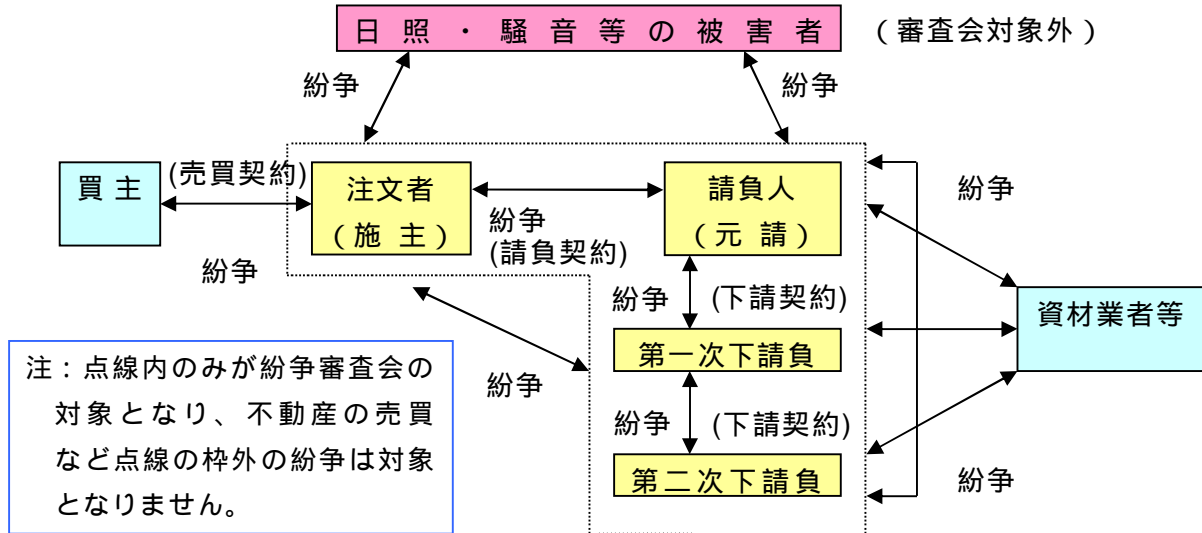 日照・騒音等の被害者
(審査会対象外)
紛争
紛争
買主
(売買契約)
注文者
(施主)
紛争
(請負契約)
請負人
(元請)
紛争
紛争
紛争
(下請契約)
資材業者等
第一次下請負
紛争
紛争
(下請契約)
第二次下請負
紛争
注:点線内のみが紛争審査会の
対象となり、不動産の売買
など点線の枠外の紛争は対象
となりません。